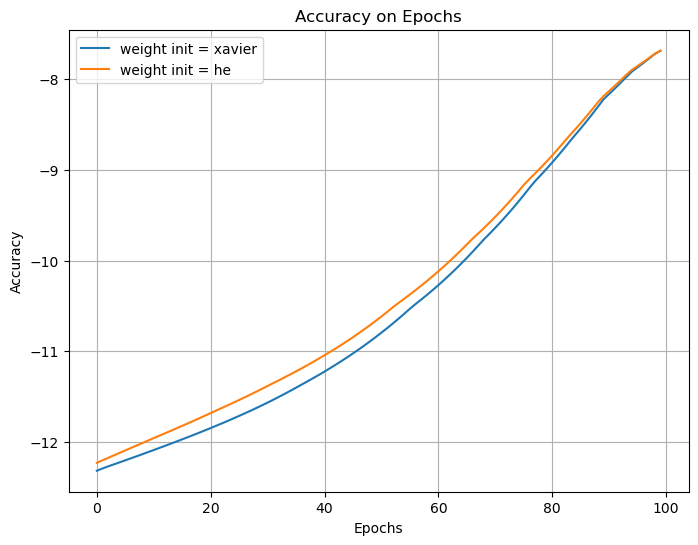 Accuracy on Epochs
weight init = xavier
weight init = he
−8
−9
−10
−11
−12
Accuracy
0 20 40 60 80 100
Epochs